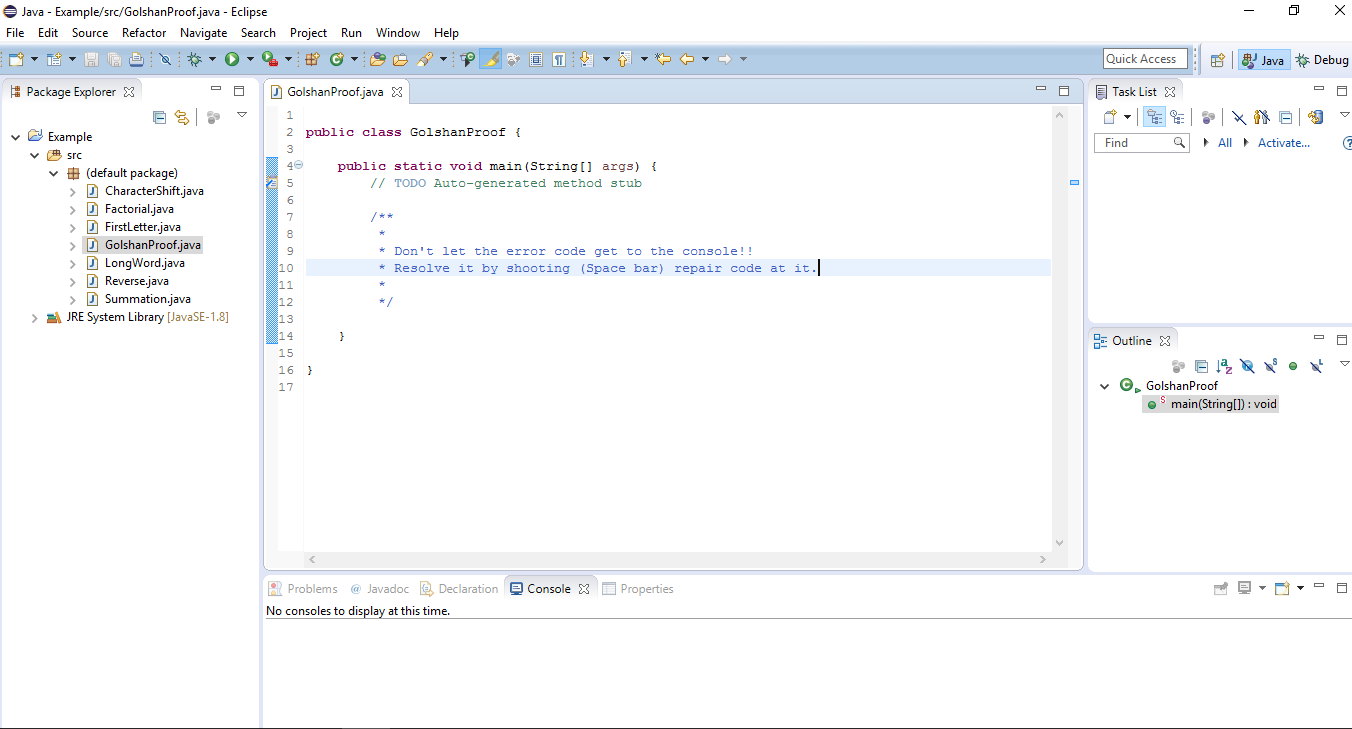 Java - Example/src/GolshanProof.java - Eclipse
File Edit Source Refactor Navigate Search Project Run Window Help
Quick Access Java Debug
Package Explorer
Example
src
(default package)
CharacterShift.java
Factorial.java
FirstLetter.java
GolshanProof.java
LongWord.java
Reverse.java
Summation.java
JRE System Library [JavaSE-1.8]
GolshanProof.java
1
2 public class GolshanProof {
3
4 public static void main(String[] args) {
5 // TODO Auto-generated method stub
6
7 /**
8 *
9 * Don't let the error code get to the console!!
10 * Resolve it by shooting (Space bar) repair code at it.
11 *
12 */
13
14 }
15
16 }
17
Task List
Find All Activate...
Outline
GolshanProof
main(String[]) : void
Problems @ Javadoc Declaration Console Properties
No consoles to display at this time.